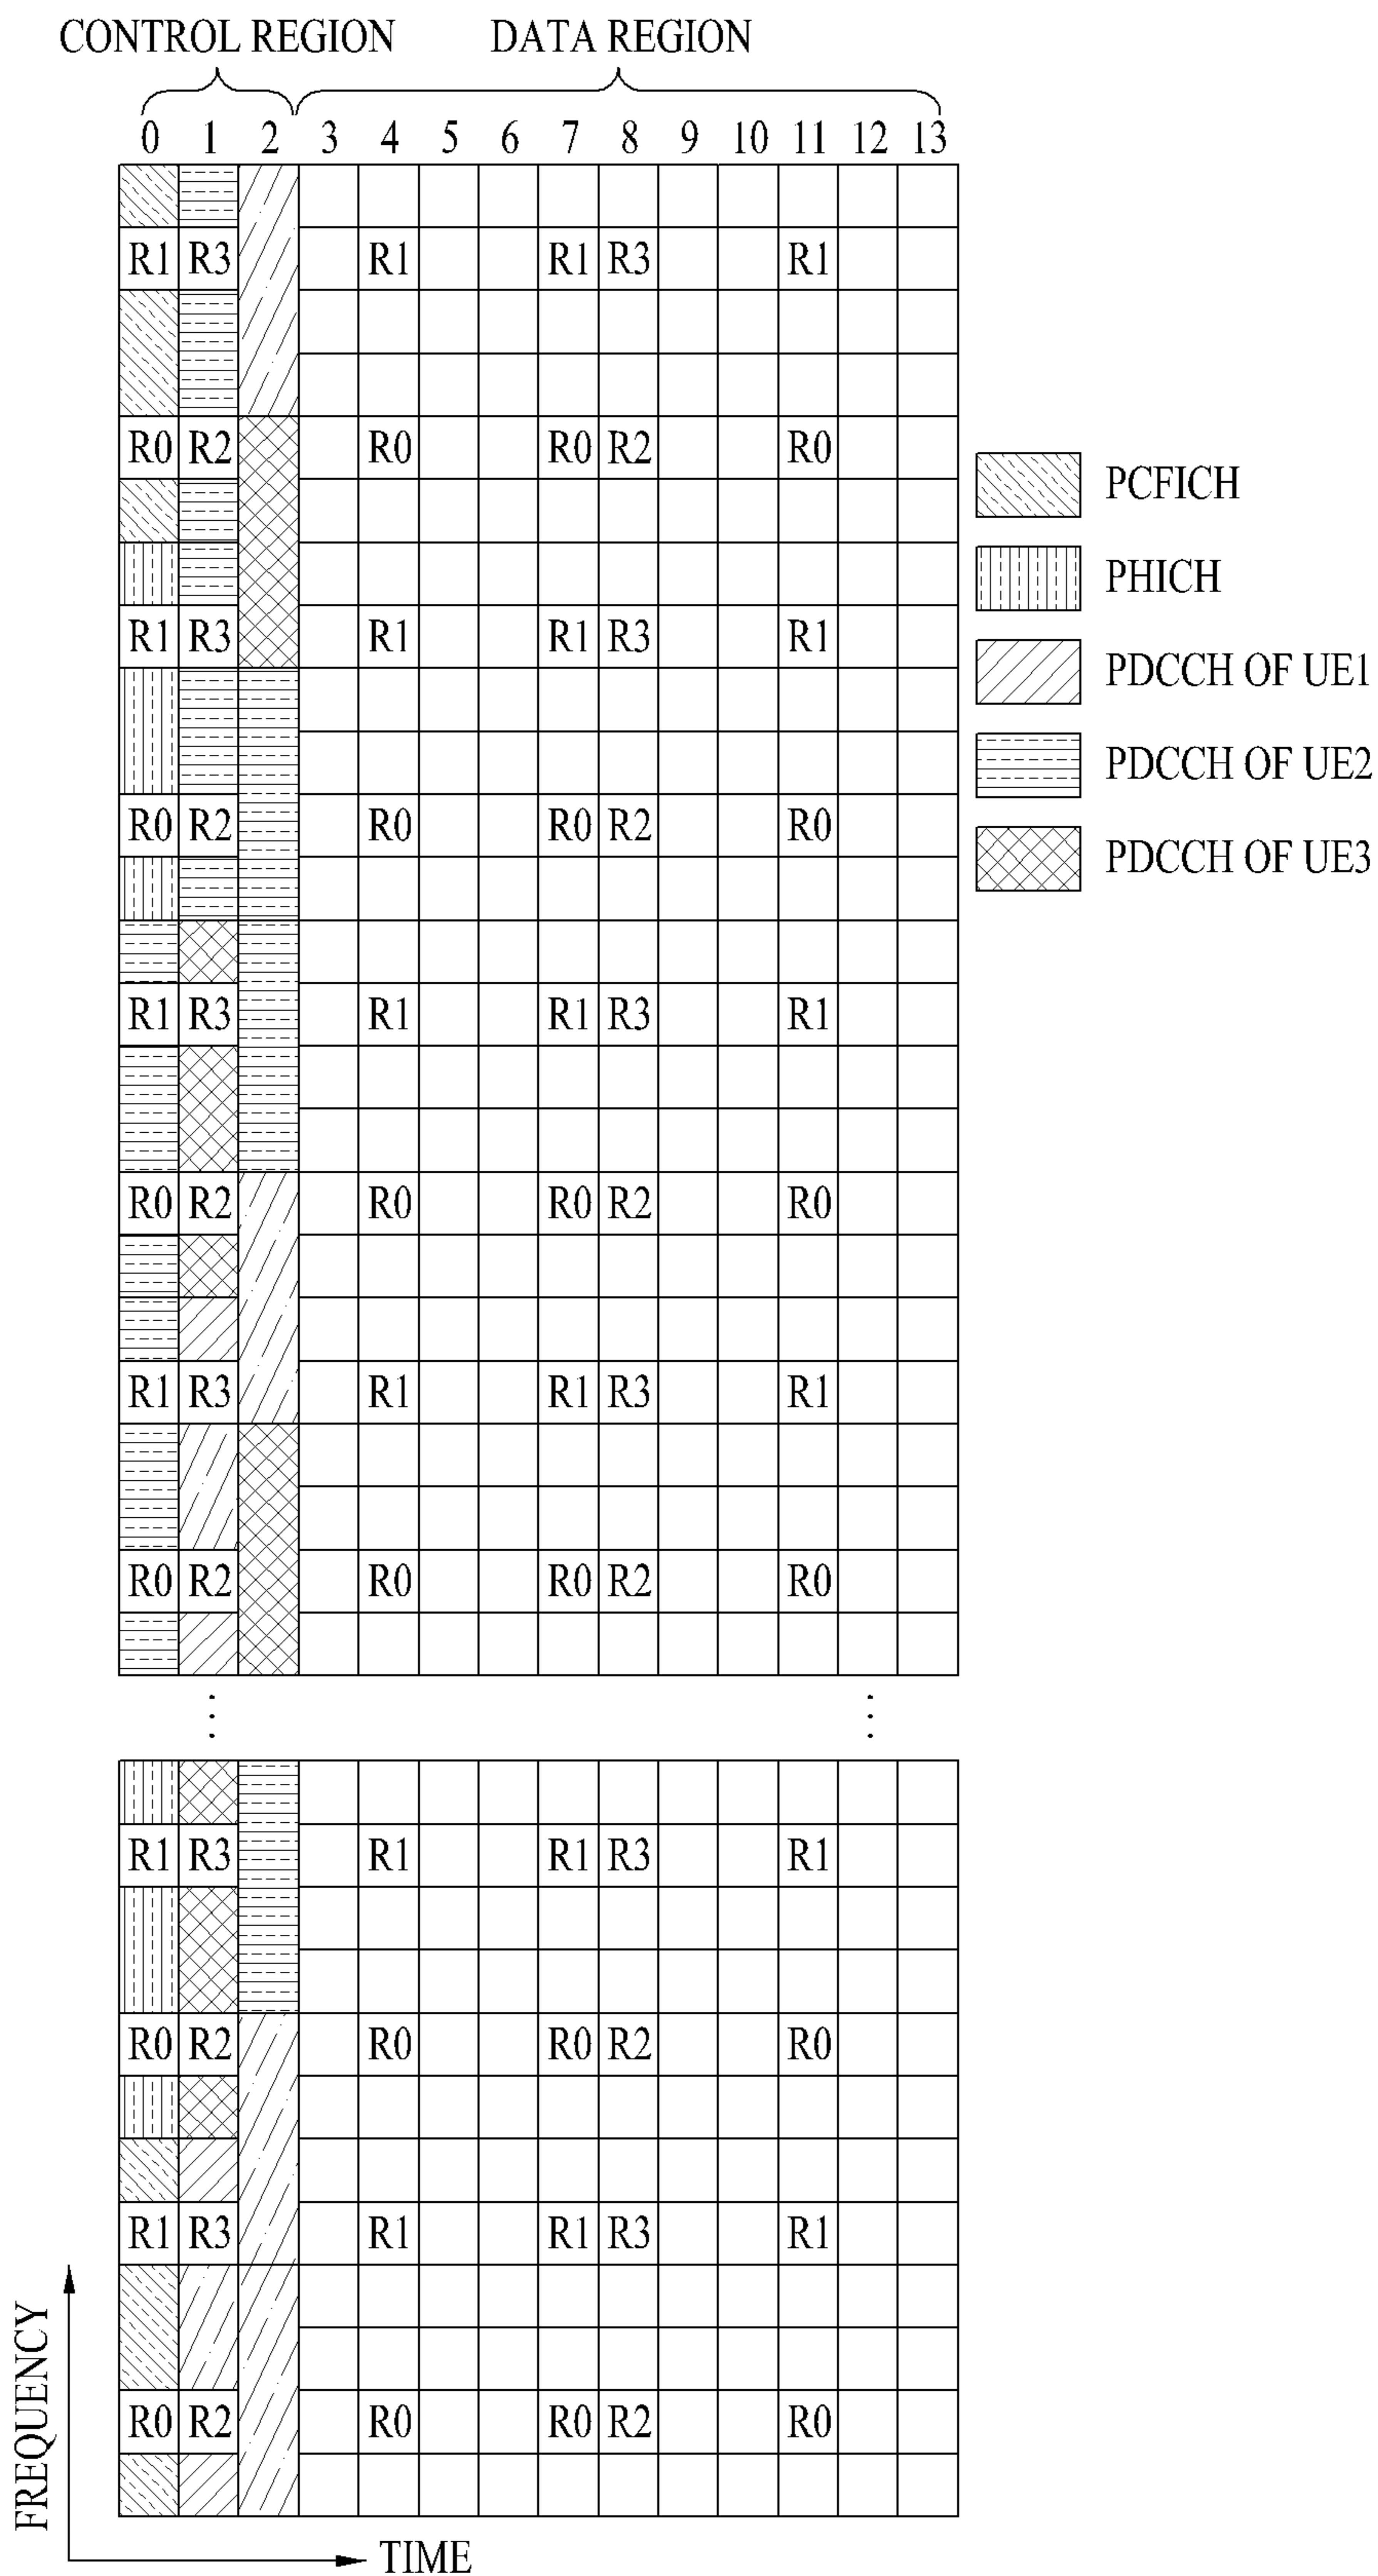 CONTROL REGION DATA REGION
0 1 2 3 4 5 6 7 8 9 10 11 12 13
R1 R3 R1 R1 R3 R1
R0 R2 R0 R0 R2 R0
PCFICH
PHICH
R1 R3 R1 R1 R3 R1
PDCCH OF UE1
PDCCH OF UE2
R0 R2 R0 R0 R2 R0
PDCCH OF UE3
R1 R3 R1 R1 R3 R1
R0 R2 R0 R0 R2 R0
R1 R3 R1 R1 R3 R1
R0 R2 R0 R0 R2 R0
R1 R3 R1 R1 R3 R1
R0 R2 R0 R0 R2 R0
R1 R3 R1 R1 R3 R1
R0 R2 R0 R0 R2 R0
FREQUENCY
TIME